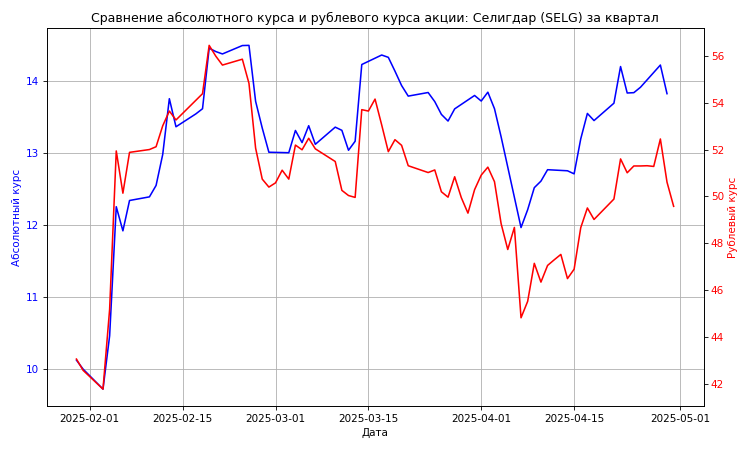 Сравнение абсолютного курса и рублевого курса акции: Селигдар (SELG) за квартал
Абсолютный курс
14
13
12
11
10
56
54
52
50
48
46
44
42
Рублевый курс
2025-02-01 2025-02-15 2025-03-01 2025-03-15 2025-04-01 2025-04-15 2025-05-01
Дата